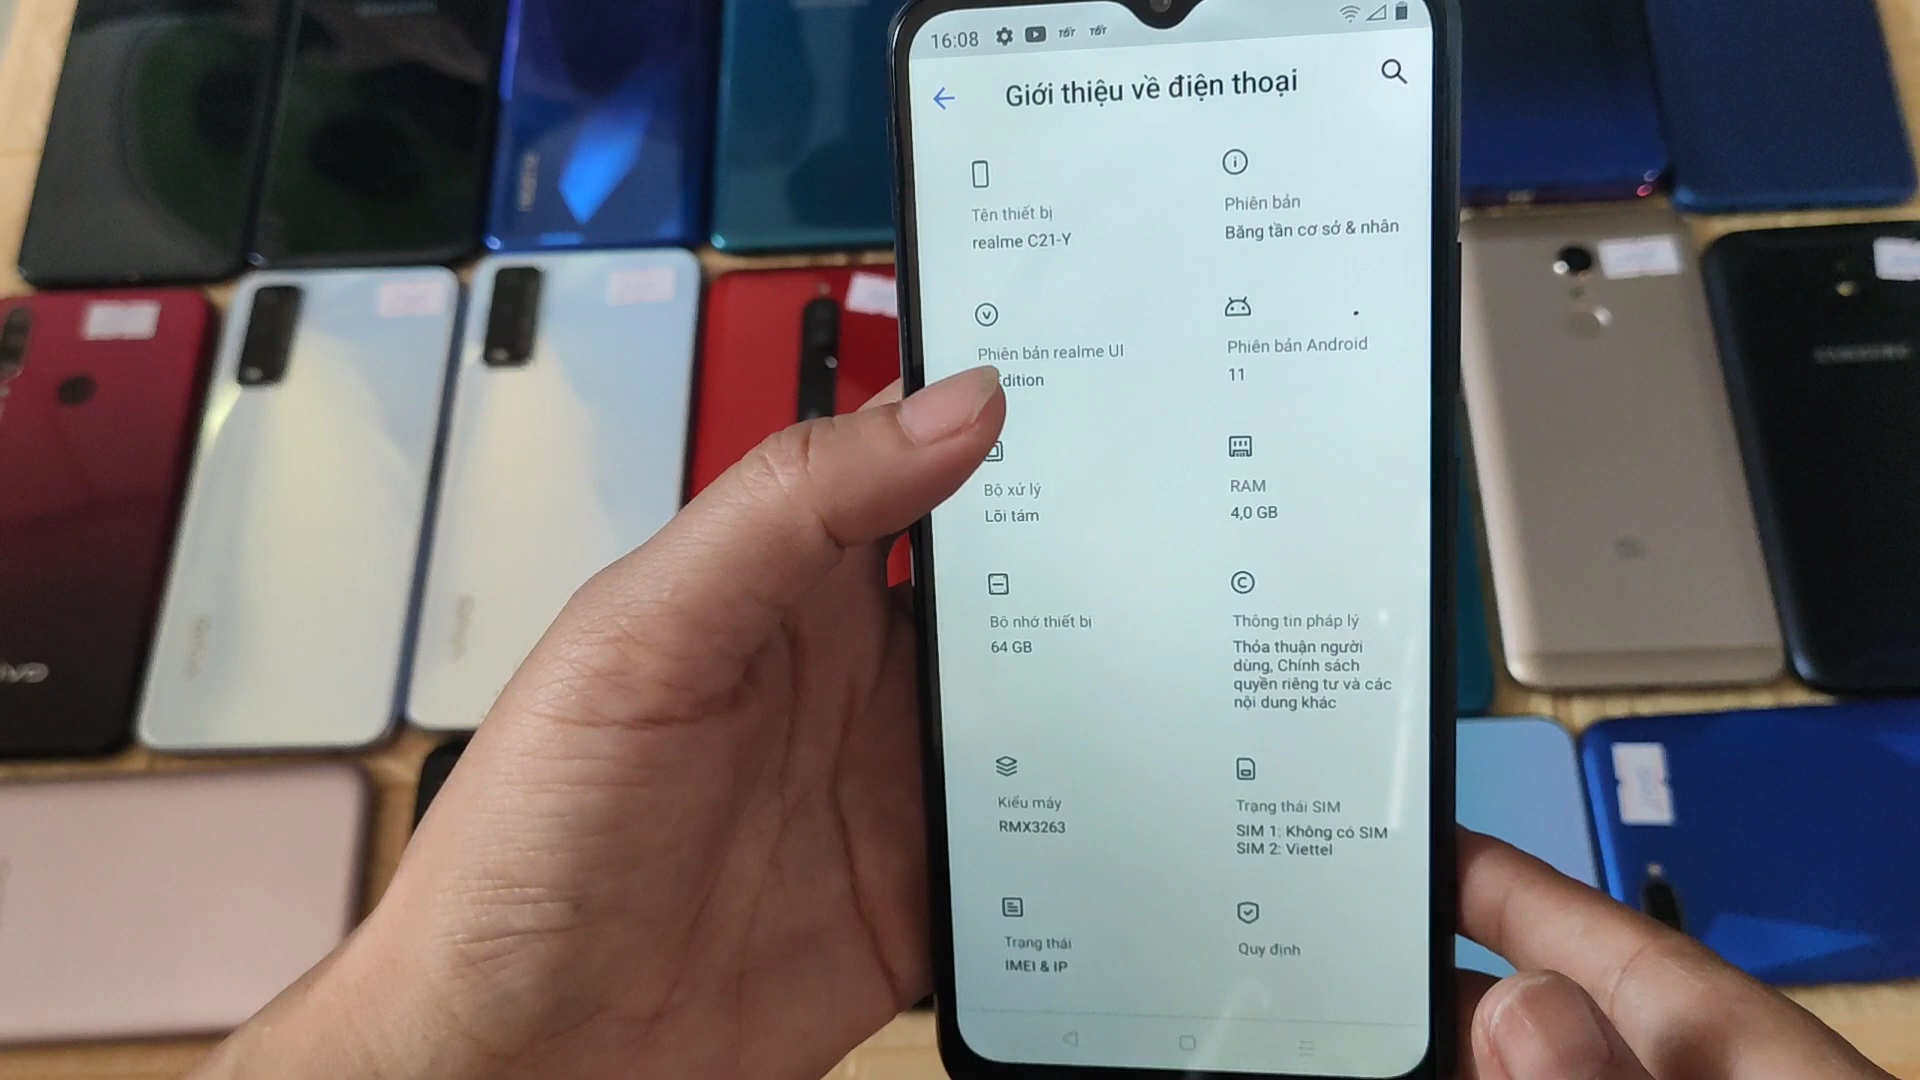 16:08 TỐT TỐT
Giới thiệu về điện thoại
Tên thiết bị
realme C21-Y
Phiên bản
Băng tần cơ sở & nhân
Phiên bản realme UI
dition
Phiên bản Android
11
Bộ xử lý
Lõi tám
RAM
4,0 GB
Bộ nhớ thiết bị
64 GB
Thông tin pháp lý
Thỏa thuận người
dùng, Chính sách
quyền riêng tư và các
nội dung khác
Kiểu máy
RMX3263
Trạng thái SIM
SIM 1: Không có SIM
SIM 2: Viettel
Trạng thái
IMEI & IP
Quy định